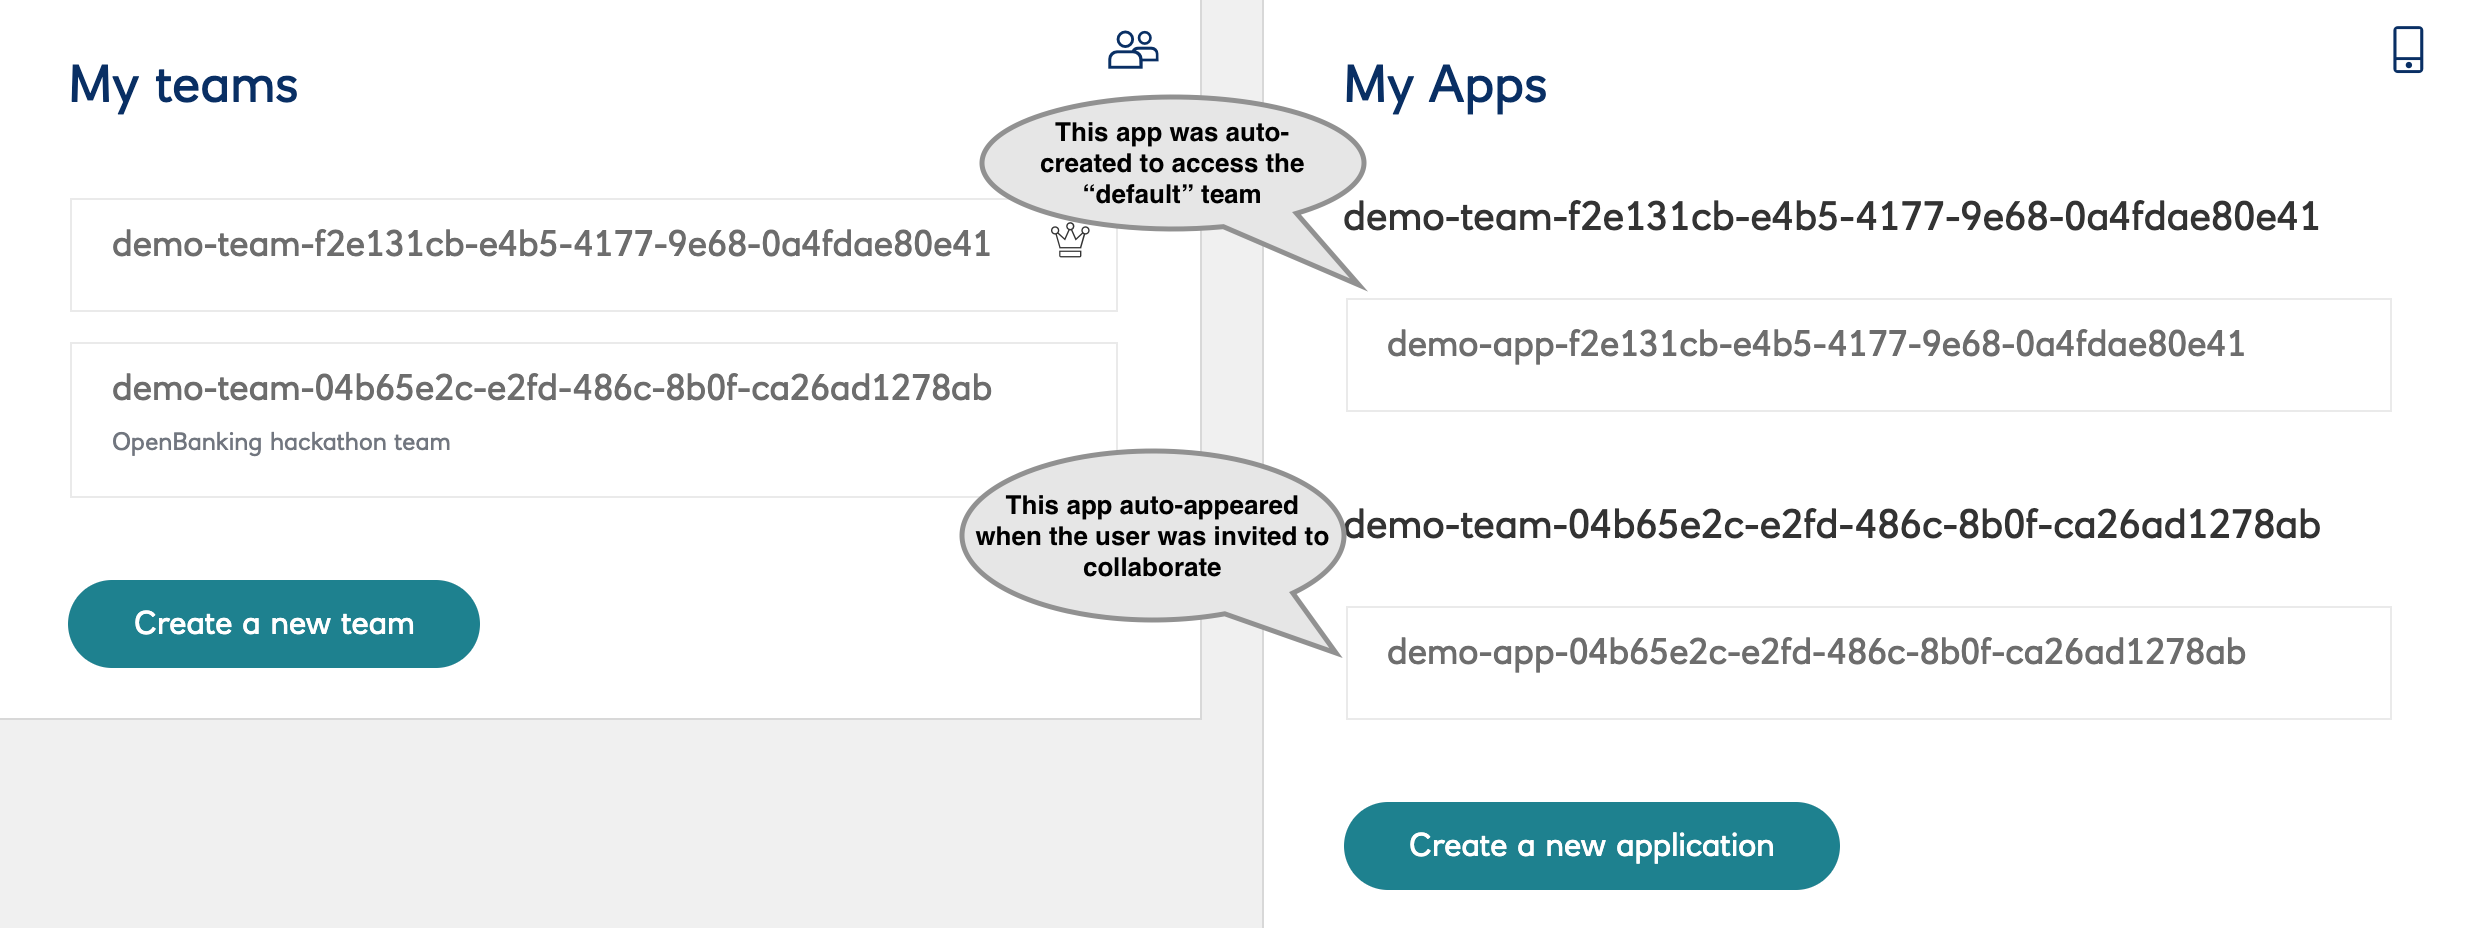 My teams
demo-team-f2e131cb-e4b5-4177-9e68-0a4fdae80e41
demo-team-04b65e2c-e2fd-486c-8b0f-ca26ad1278ab
OpenBanking hackathon team
Create a new team
This app was auto-
created to access the
“default” team
This app auto-appeared
when the user was invited to
collaborate
My Apps
demo-team-f2e131cb-e4b5-4177-9e68-0a4fdae80e41
demo-app-f2e131cb-e4b5-4177-9e68-0a4fdae80e41
demo-team-04b65e2c-e2fd-486c-8b0f-ca26ad1278ab
demo-app-04b65e2c-e2fd-486c-8b0f-ca26ad1278ab
Create a new application